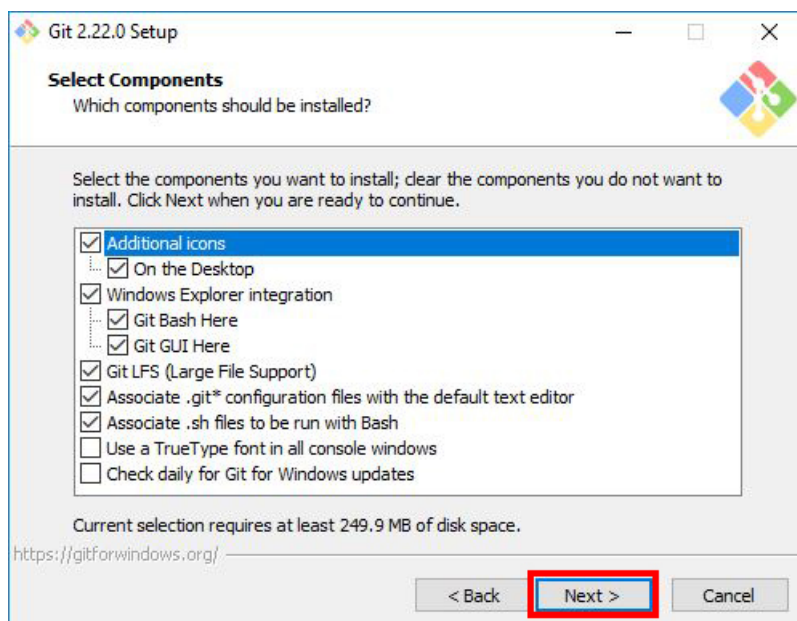 Git 2.22.0 Setup
Select Components
Which components should be installed?
Select the components you want to install; clear the components you do not want to
install. Click Next when you are ready to continue.
Additional icons
On the Desktop
Windows Explorer integration
Git Bash Here
Git GUI Here
Git LFS (Large File Support)
Associate .git* configuration files with the default text editor
Associate .sh files to be run with Bash
Use a TrueType font in all console windows
Check daily for Git for Windows updates
Current selection requires at least 249.9 MB of disk space.
https://gitforwindows.org/
< Back Next > Cancel